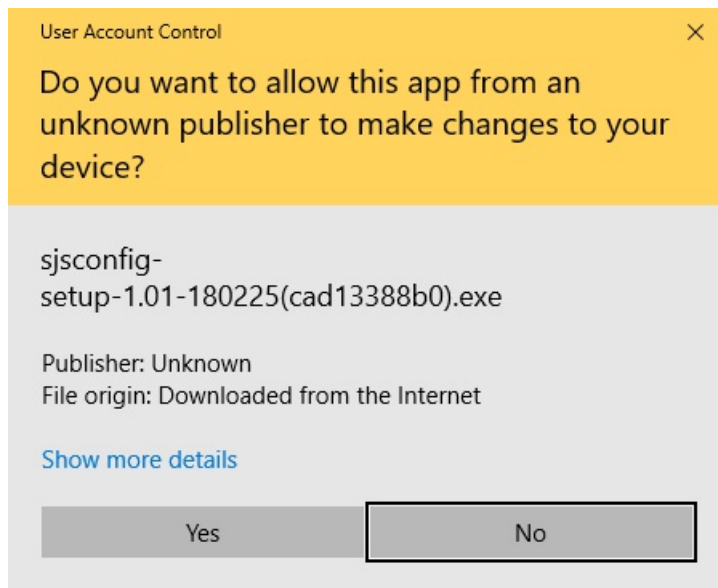 User Account Control
Do you want to allow this app from an
unknown publisher to make changes to your
device?
sjsconfig-
setup-1.01-180225(cad13388b0).exe
Publisher: Unknown
File origin: Downloaded from the Internet
Show more details
Yes
No